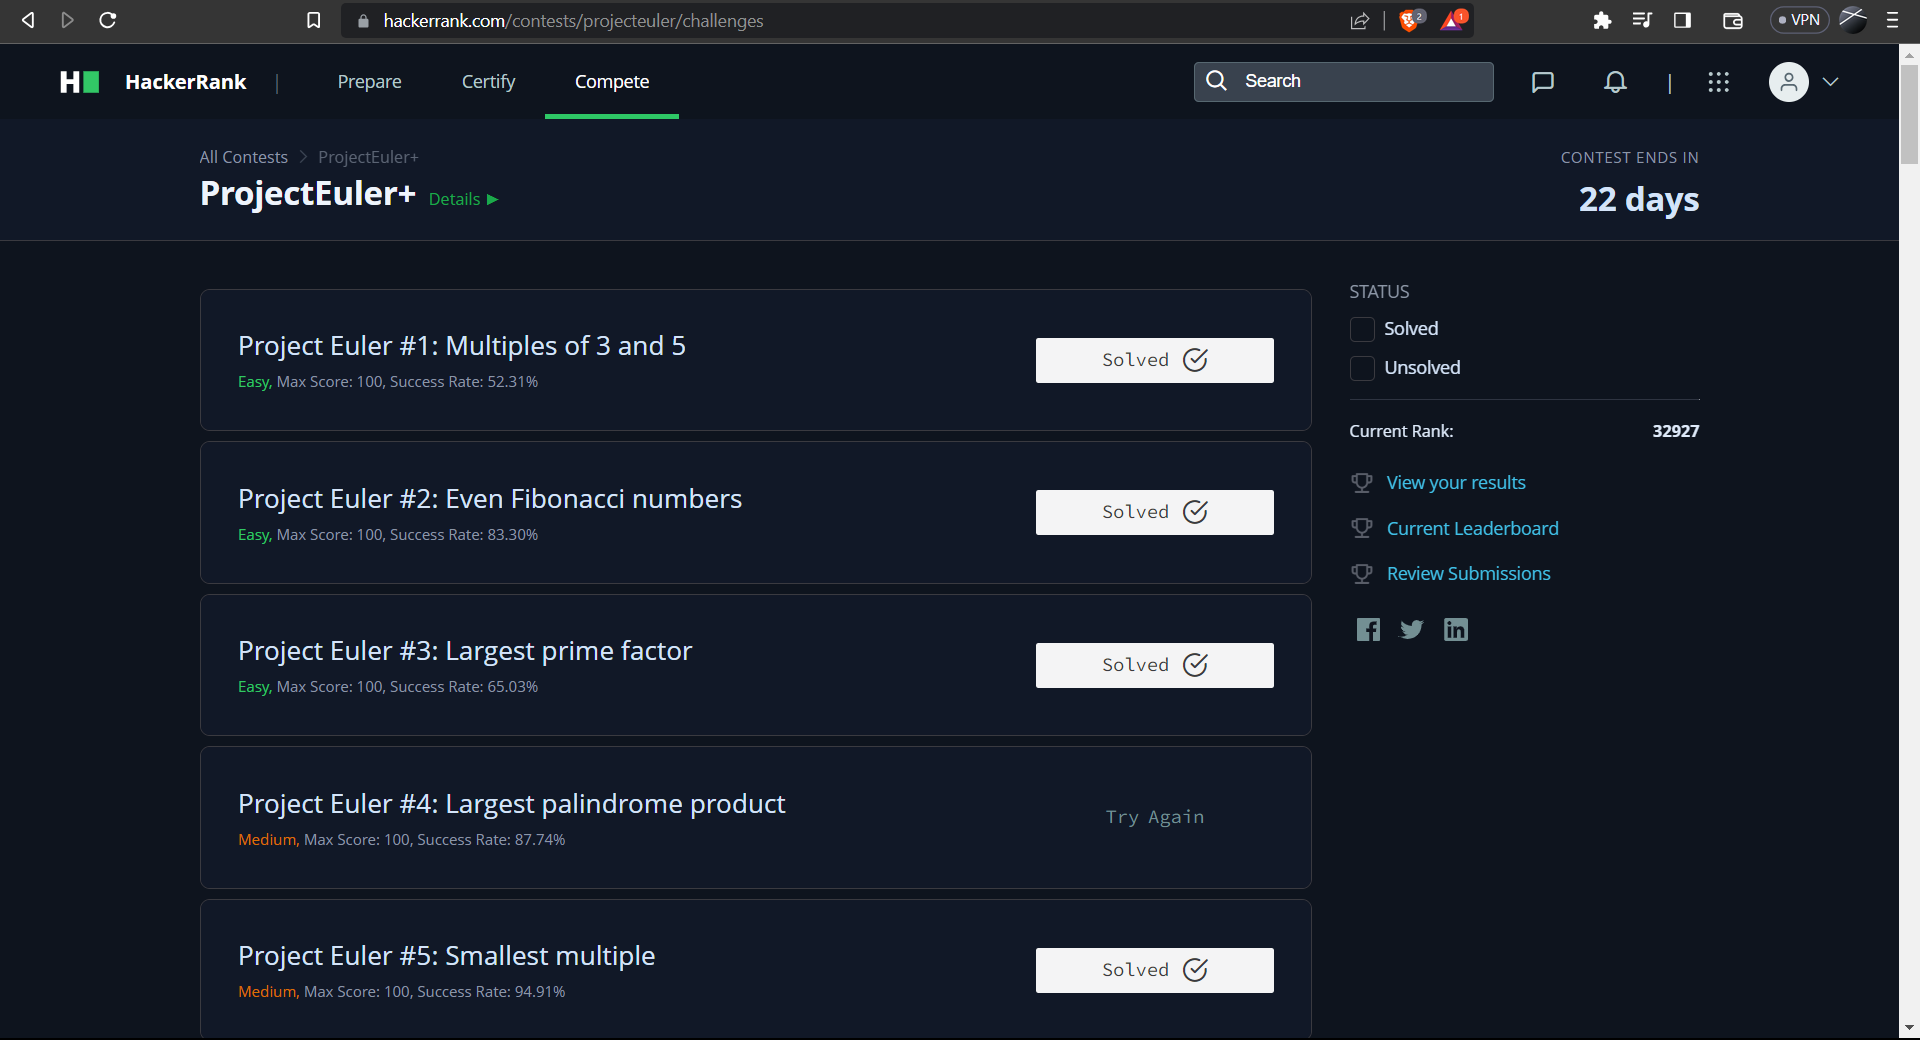 hackerrank.com/contests/projecteuler/challenges
2
1
VPN
H
HackerRank
Prepare
Certify
Compete
Search
All Contests
ProjectEuler+
ProjectEuler+
Details
CONTEST ENDS IN
22 days
Project Euler #1: Multiples of 3 and 5
Easy, Max Score: 100, Success Rate: 52.31%
Solved
Project Euler #2: Even Fibonacci numbers
Easy, Max Score: 100, Success Rate: 83.30%
Solved
Project Euler #3: Largest prime factor
Easy, Max Score: 100, Success Rate: 65.03%
Solved
Project Euler #4: Largest palindrome product
Medium, Max Score: 100, Success Rate: 87.74%
Try Again
Project Euler #5: Smallest multiple
Medium, Max Score: 100, Success Rate: 94.91%
Solved
STATUS
Solved
Unsolved
Current Rank: 32927
View your results
Current Leaderboard
Review Submissions